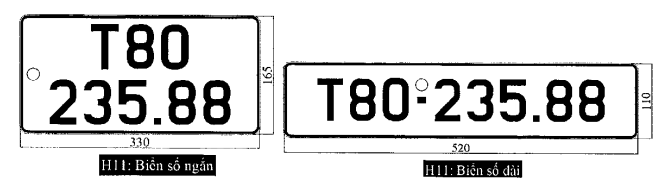 T80
235.88
165
330
H11: Biển số ngắn
T80-235.88
110
520
H11: Biển số dài